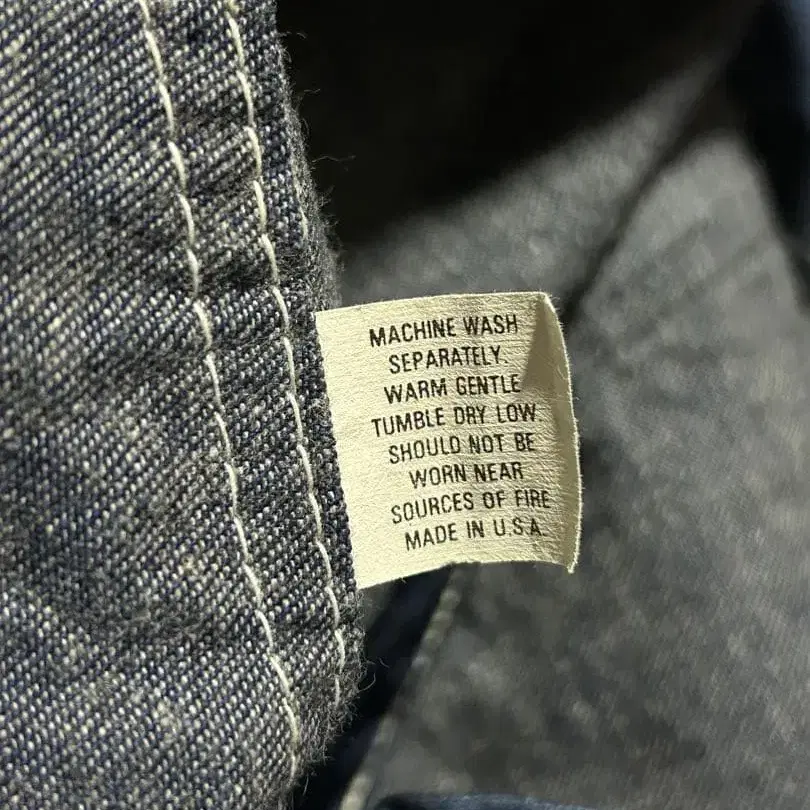 MACHINE WASH
SEPARATELY.
WARM GENTLE
TUMBLE DRY LOW.
SHOULD NOT BE
WORN NEAR
SOURCES OF FIRE
MADE IN U.S.A.